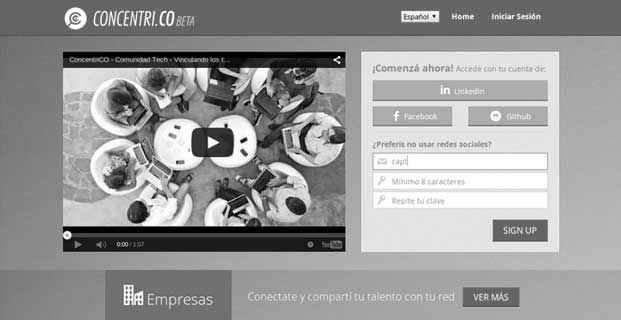 CONCENTRI.CO BETA
Español Home Iniciar Sesión
ConcentriCO - Comunidad Tech - Vinculando los t...
¡Comenzá ahora! Accedé con tu cuenta de:
in Linkedin
f Facebook
Github
¿Preferís no usar redes sociales?
capt
Mínimo 8 caracteres
Repite tu clave
SIGN UP
0:00 / 1:07
YouTube
Empresas
Conectate y compartí tu talento con tu red
VER MÁS